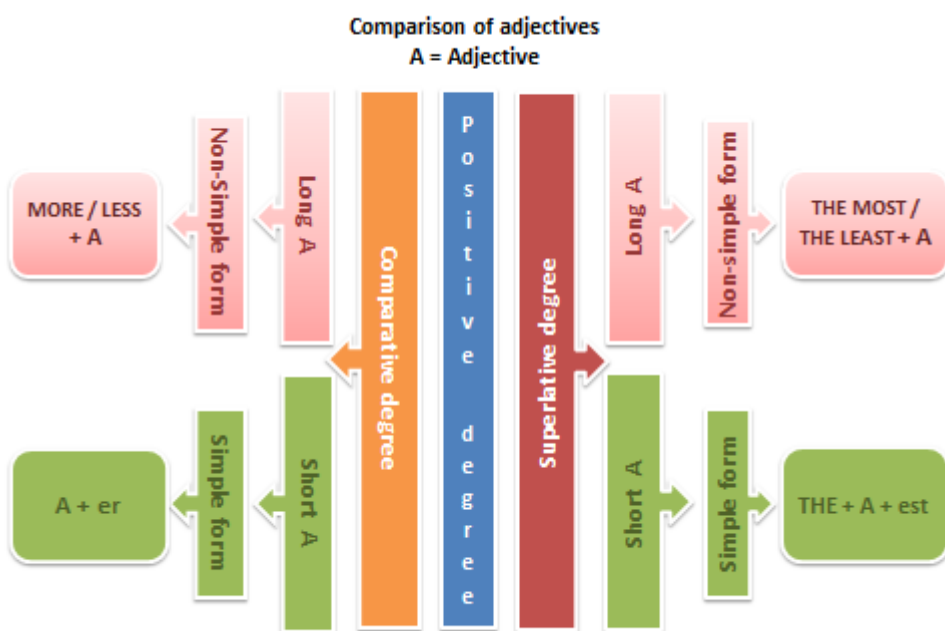 Comparison of adjectives
A = Adjective
MORE / LESS
+ A
Non-Simple form
Long A
Comparative degree
positive degree
Superlative degree
Long A
Non-simple form
THE MOST /
THE LEAST + A
A + er
Simple form
Short A
Short A
Simple form
THE + A + est